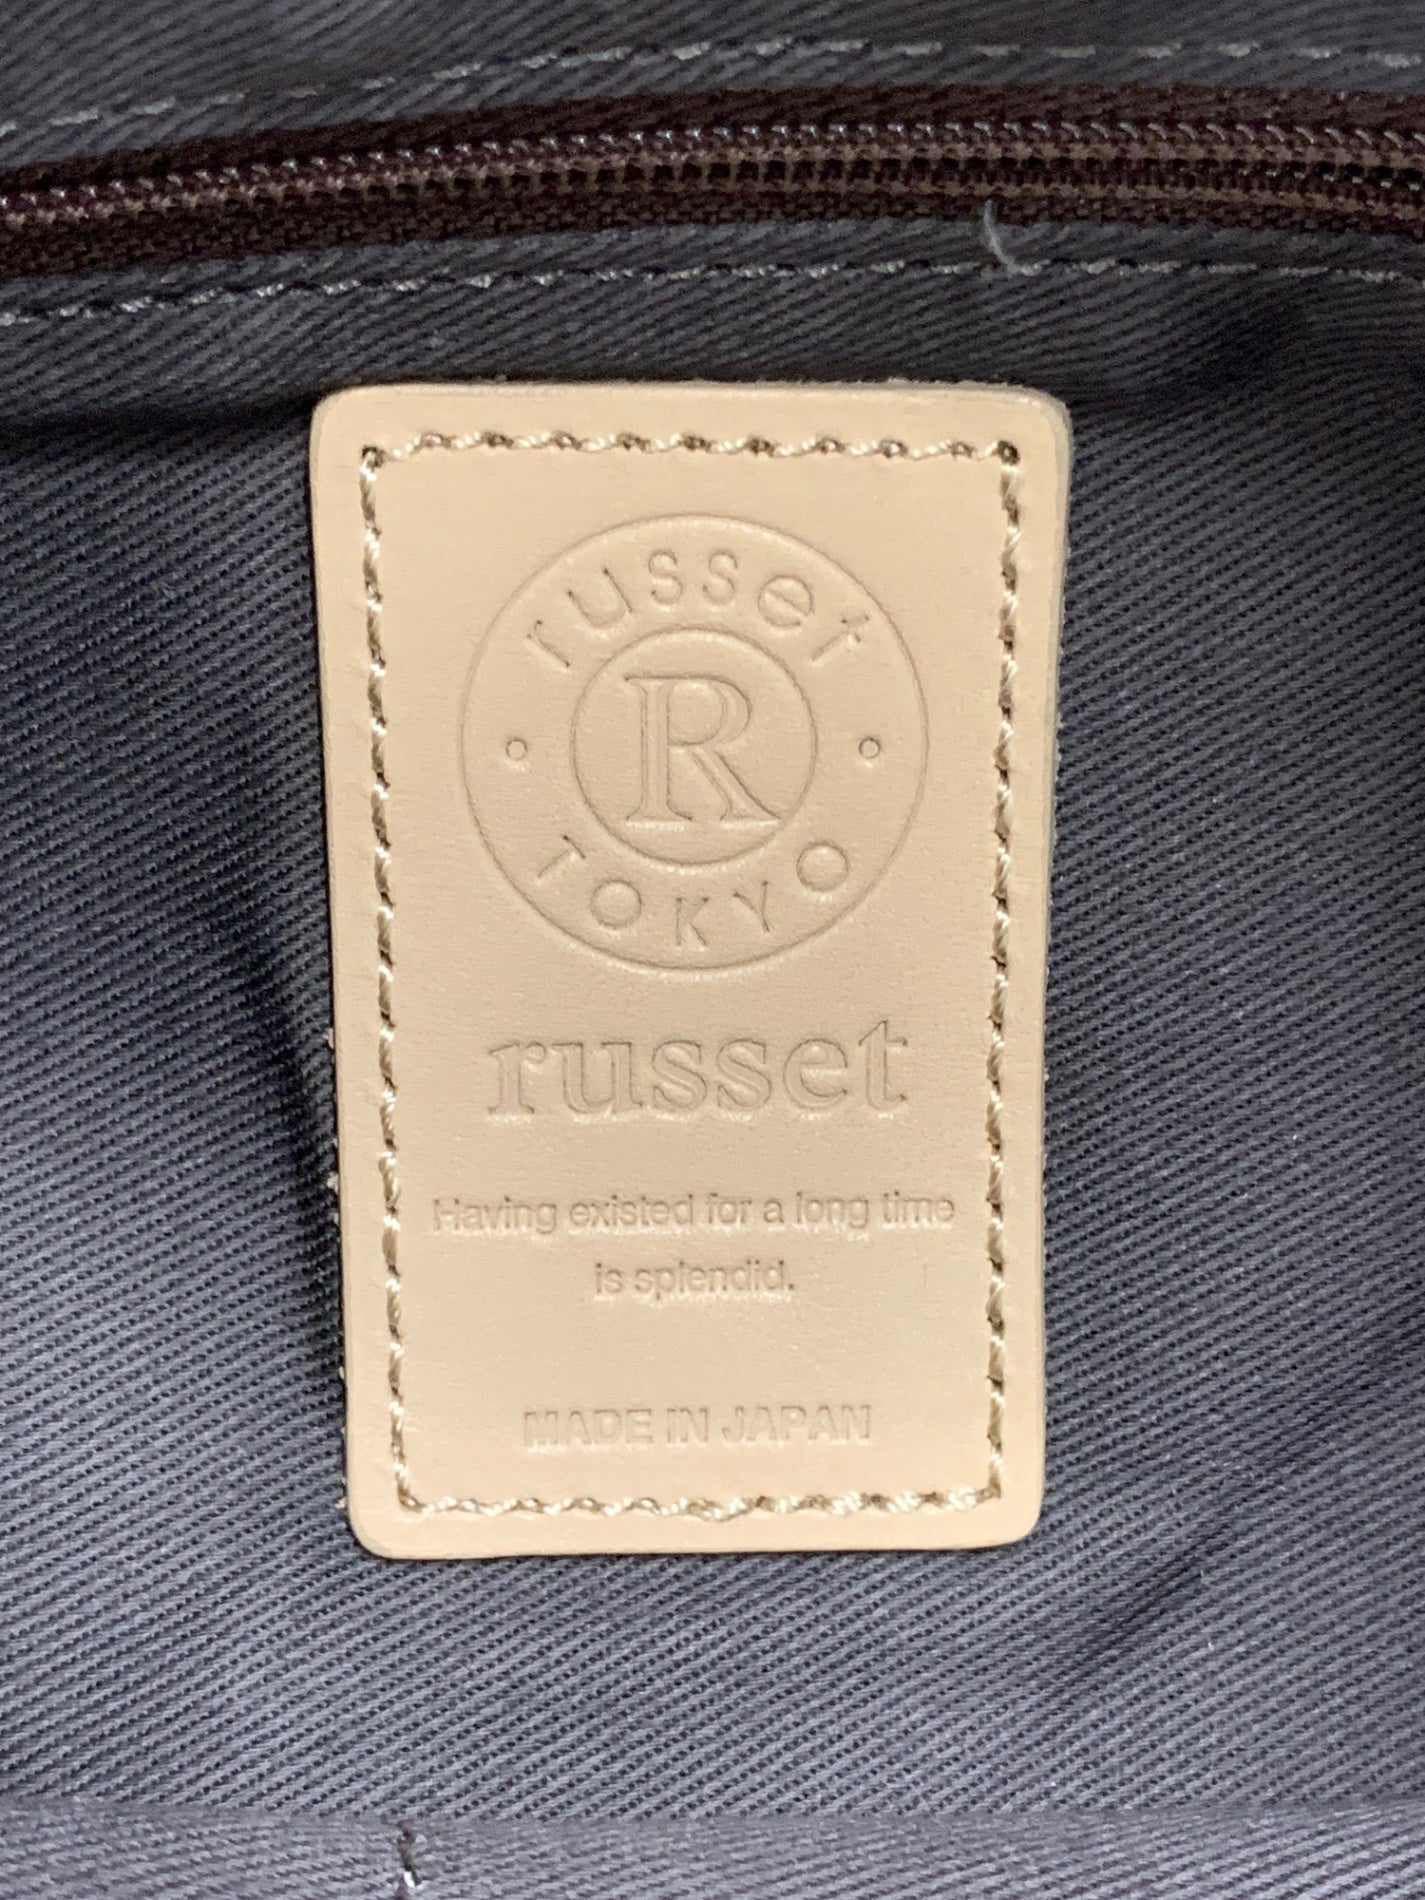 russet
R
TOKYO
russet
Having existed for a long time
is splendid.
MADE IN JAPAN